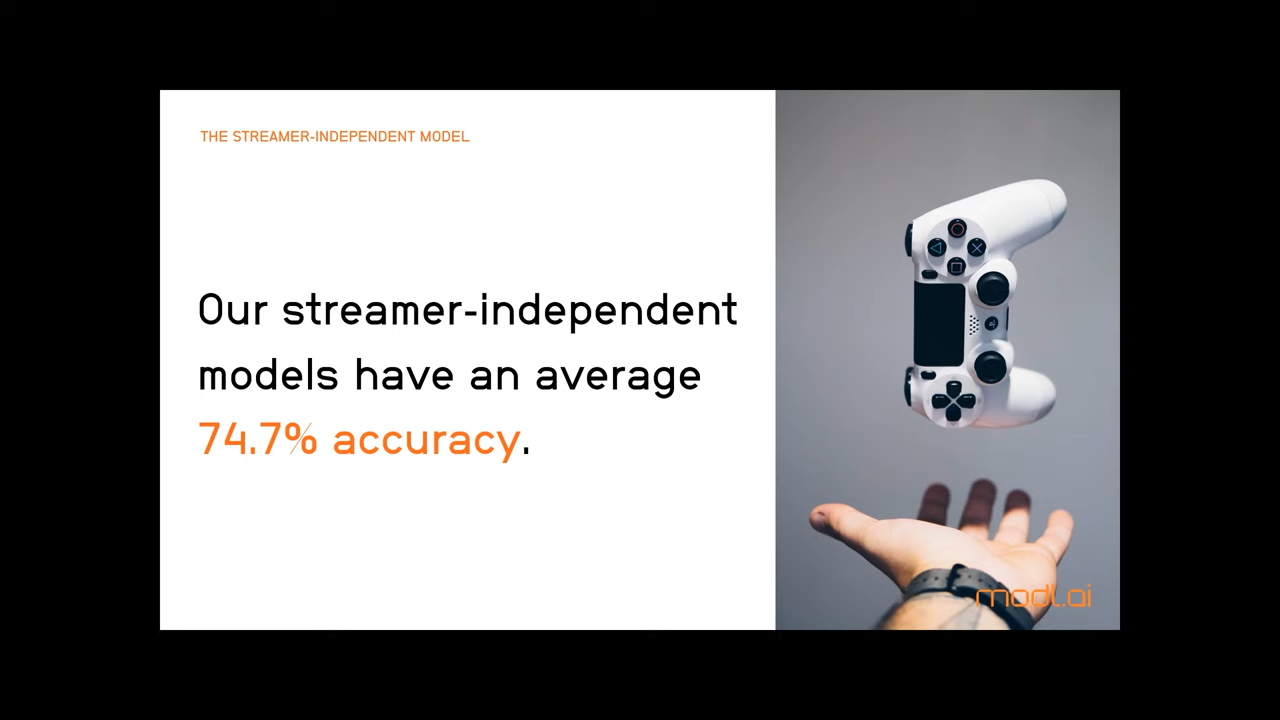 THE STREAMER-INDEPENDENT MODEL
Our streamer-independent
models have an average
74.7% accuracy.
modl.ai